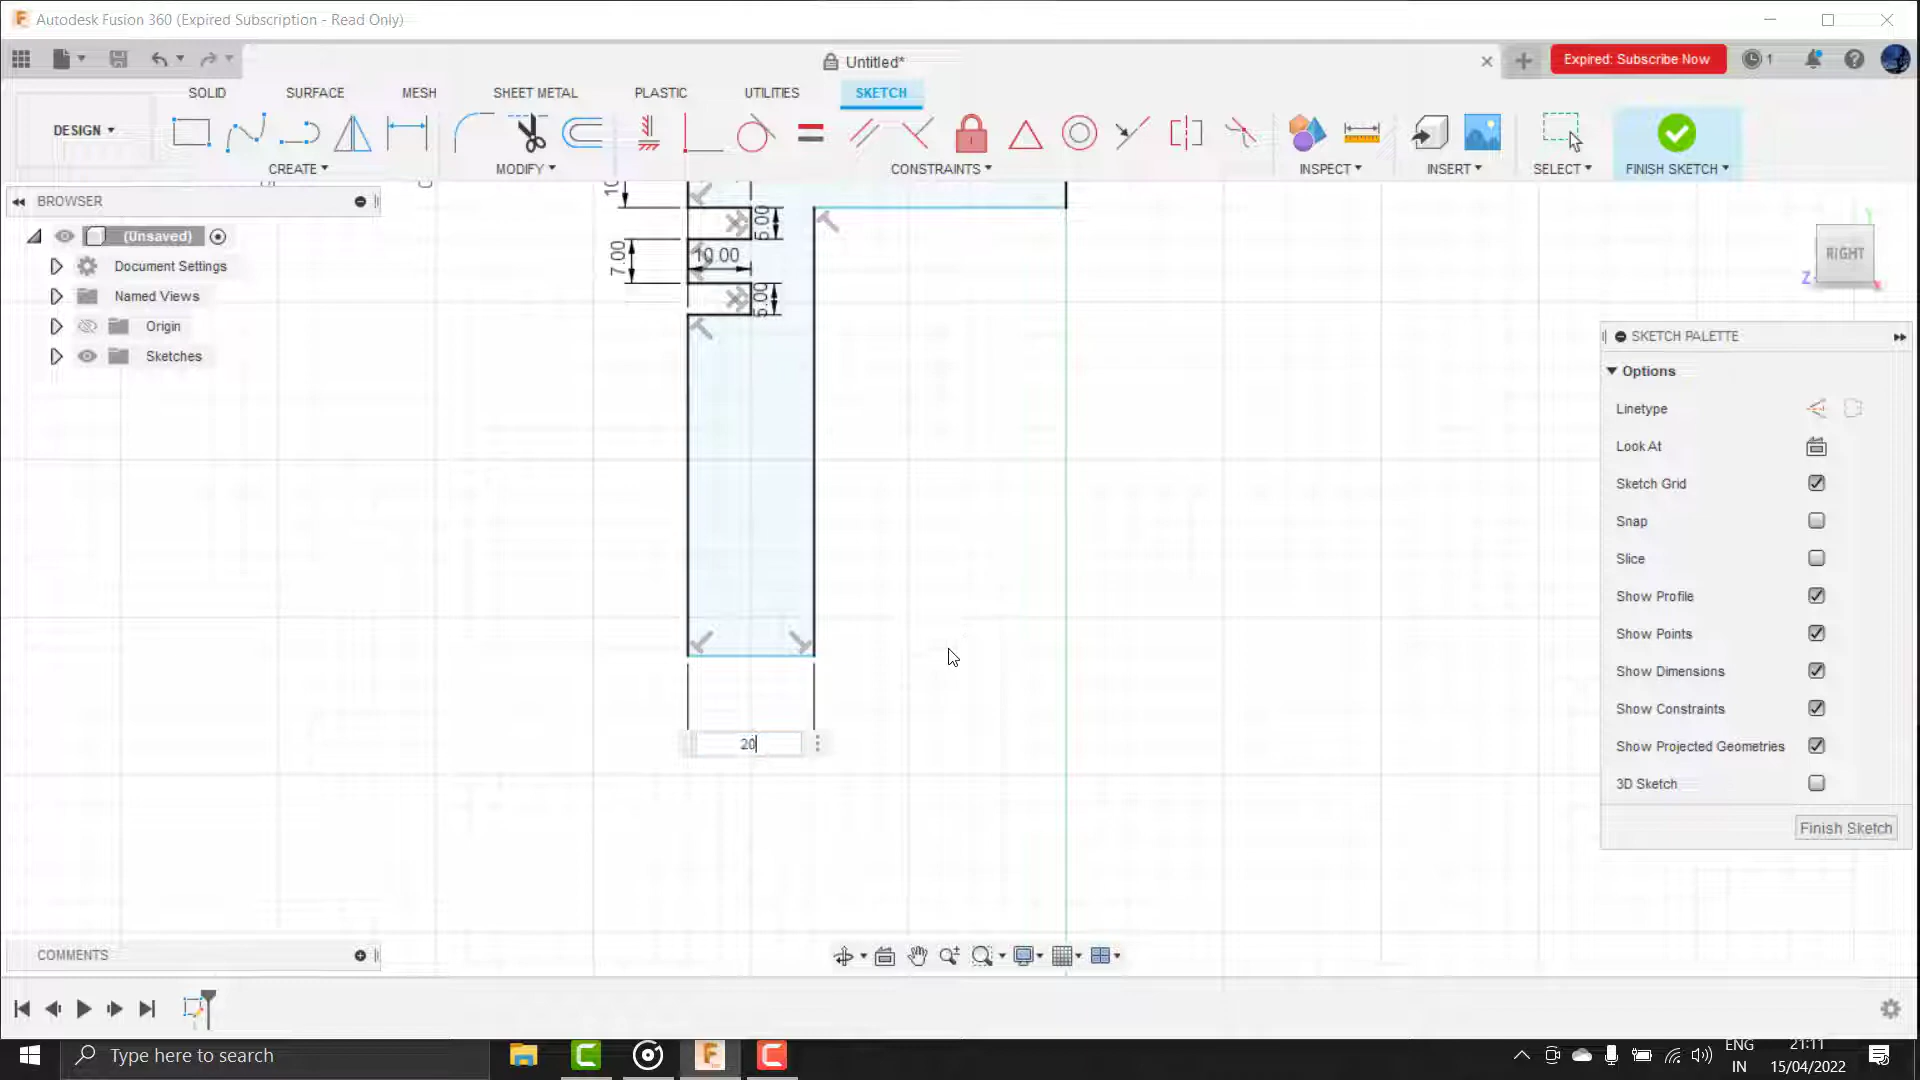 Autodesk Fusion 360 (Expired Subscription - Read Only)
Untitled*
Expired: Subscribe Now
1
SOLID
SURFACE
MESH
SHEET METAL
PLASTIC
UTILITIES
SKETCH
DESIGN
CREATE
MODIFY
CONSTRAINTS
INSPECT
INSERT
SELECT
FINISH SKETCH
BROWSER
(Unsaved)
Document Settings
Named Views
Origin
Sketches
5.00
7.00
10.00
5.00
20
RIGHT
Z
SKETCH PALETTE
Options
Linetype
Look At
Sketch Grid
Snap
Slice
Show Profile
Show Points
Show Dimensions
Show Constraints
Show Projected Geometries
3D Sketch
Finish Sketch
COMMENTS
Type here to search
ENG
IN
21:11
15/04/2022